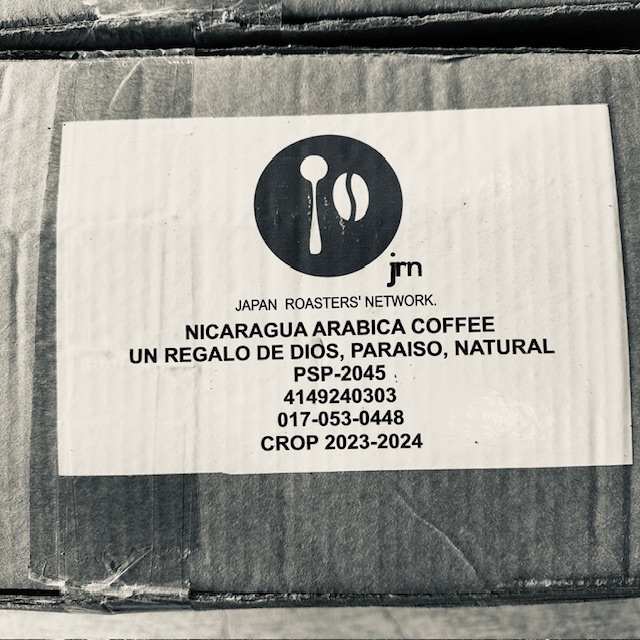 jrn
JAPAN ROASTERS' NETWORK.
NICARAGUA ARABICA COFFEE
UN REGALO DE DIOS, PARAISO, NATURAL
PSP-2045
4149240303
017-053-0448
CROP 2023-2024